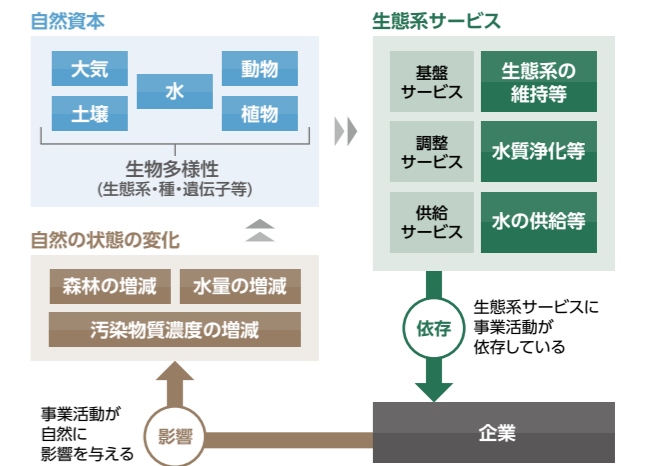 自然資本
大気
水
動物
土壌
植物
生物多様性
(生態系・種・遺伝子等)
生態系サービス
基盤
サービス
生態系の
維持等
調整
サービス
水質浄化等
供給
サービス
水の供給等
自然の状態の変化
森林の増減
水量の増減
汚染物質濃度の増減
依存
生態系サービスに
事業活動が
依存している
事業活動が
自然に
影響を与える
影響
企業